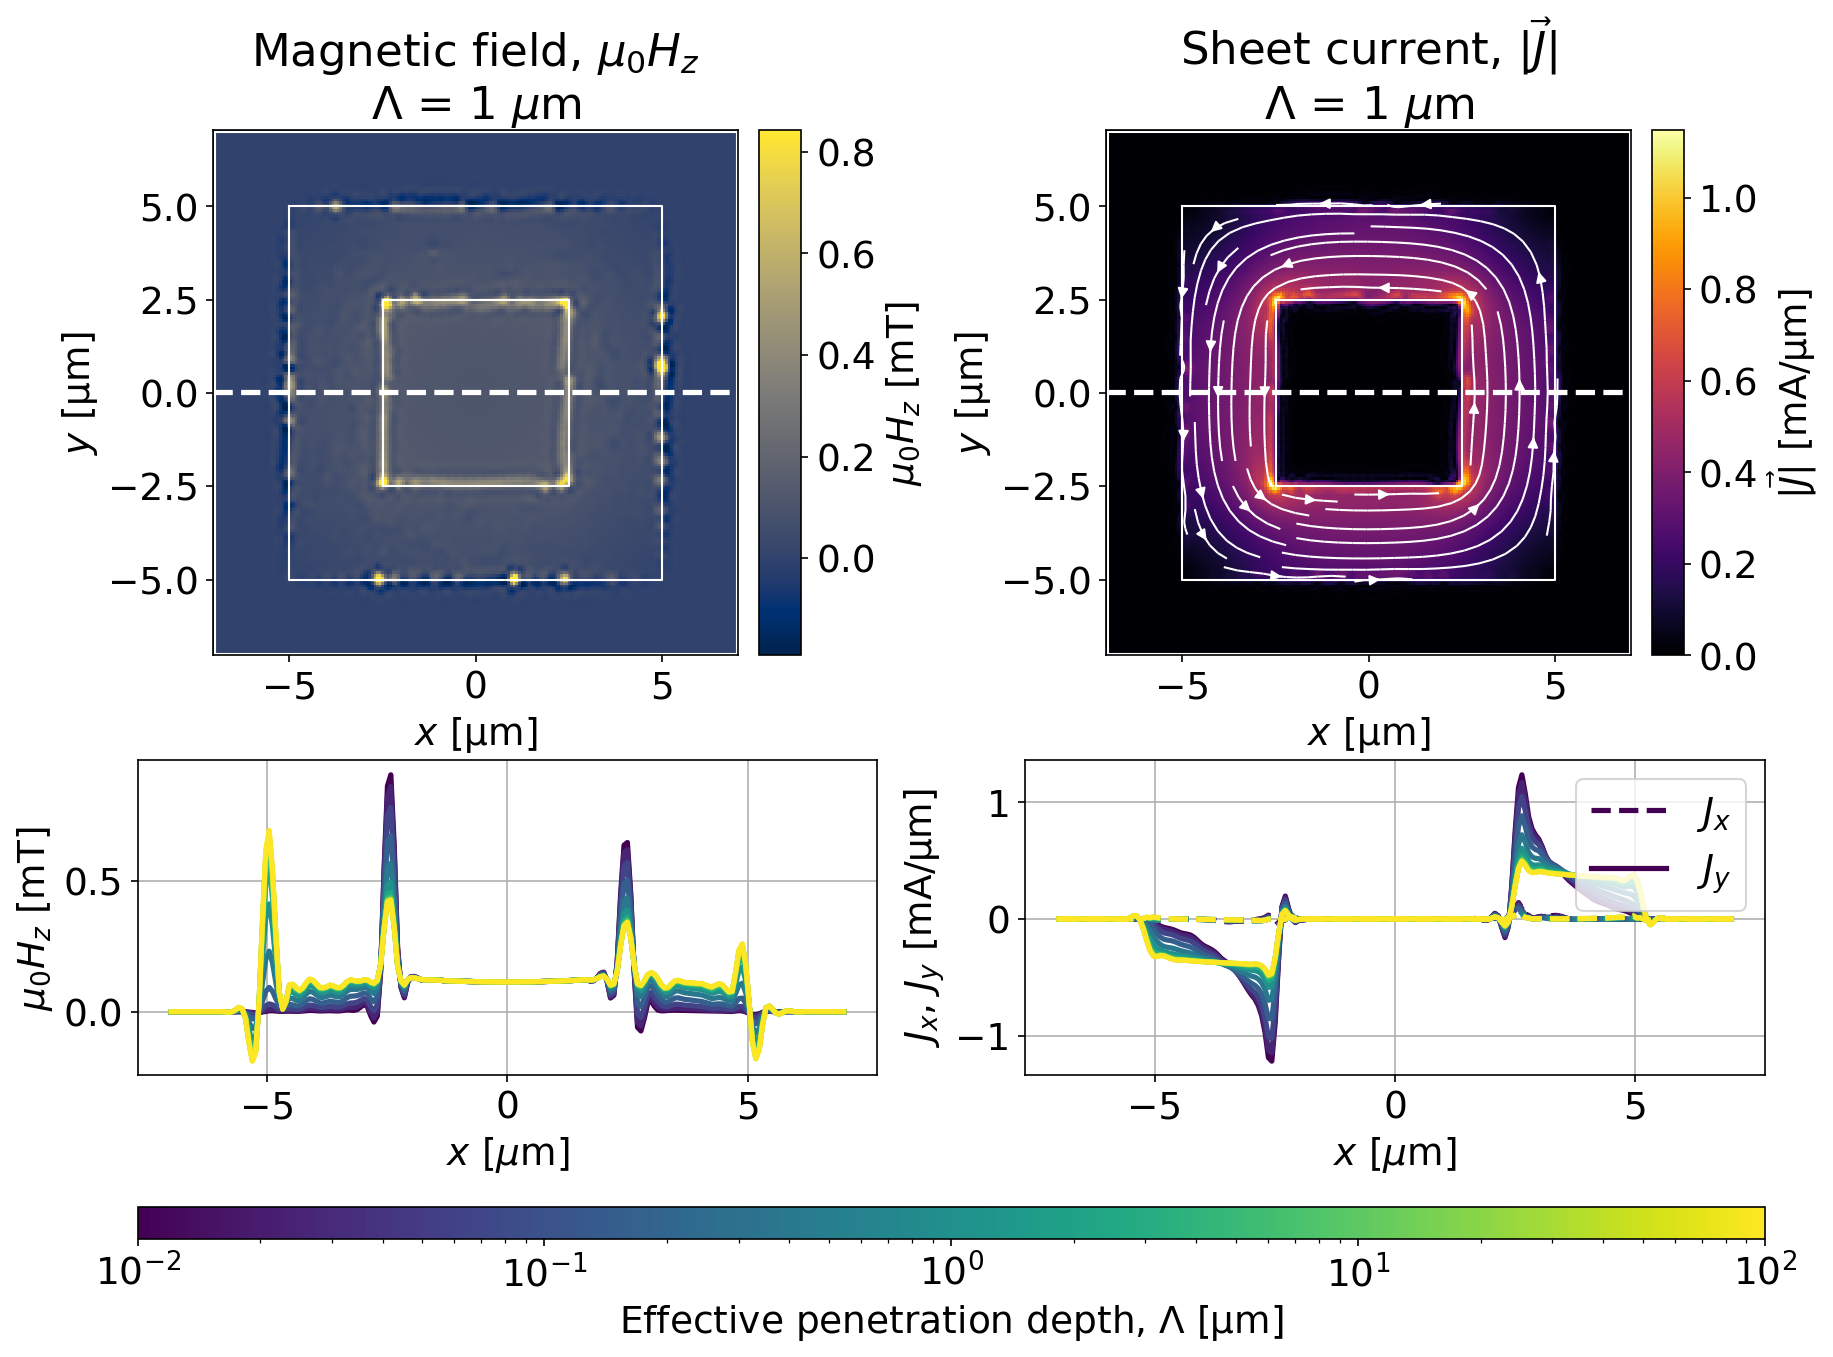 Magnetic field, μ₀H_z
Λ = 1 μm
5.0
2.5
0.0
−2.5
−5.0
y [μm]
−5 0 5
x [μm]
0.8
0.6
0.4
0.2
0.0
μ₀H_z [mT]
Sheet current, |J⃗|
Λ = 1 μm
5.0
2.5
0.0
−2.5
−5.0
y [μm]
−5 0 5
x [μm]
1.0
0.8
0.6
0.4
0.2
0.0
|J⃗| [mA/μm]
0.5
0.0
μ₀H_z [mT]
−5 0 5
x [μm]
1
0
−1
J_x, J_y [mA/μm]
J_x
J_y
−5 0 5
x [μm]
10⁻² 10⁻¹ 10⁰ 10¹ 10²
Effective penetration depth, Λ [μm]